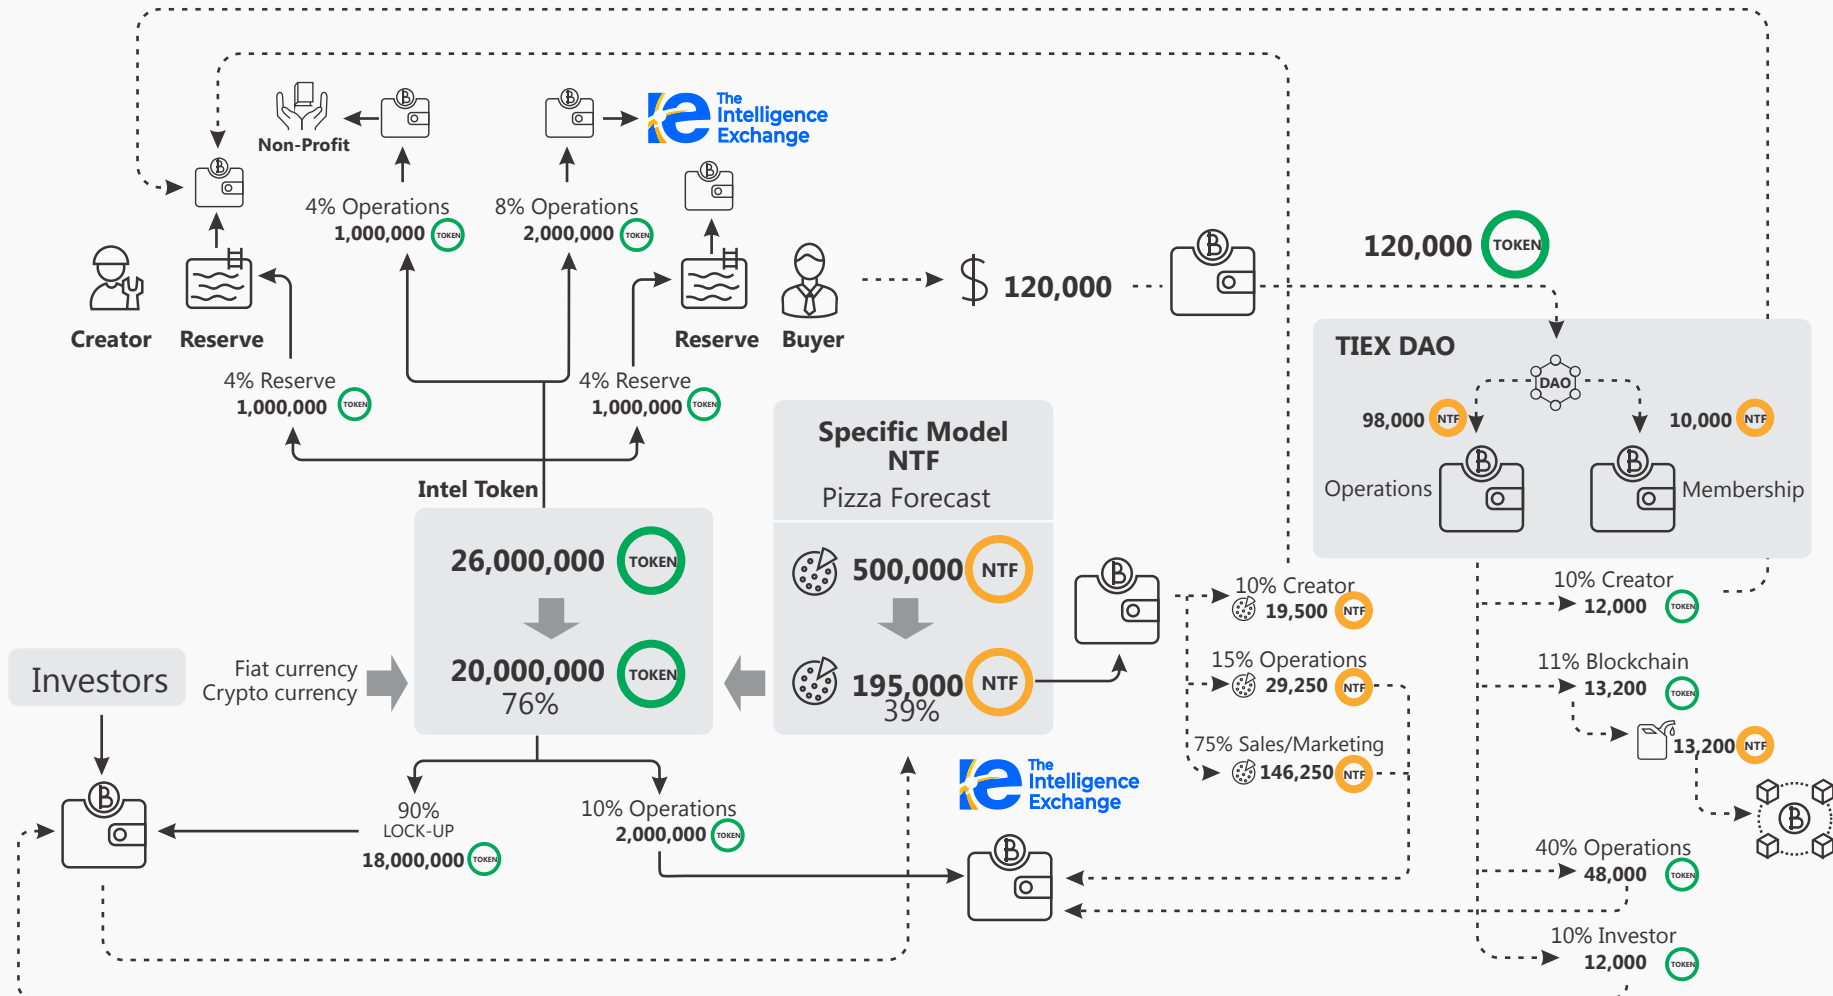 The
Intelligence
Exchange
Non-Profit
4% Operations
1,000,000 TOKEN
8% Operations
2,000,000 TOKEN
Creator
Reserve
Reserve
Buyer
120,000
120,000 TOKEN
4% Reserve
1,000,000 TOKEN
4% Reserve
1,000,000 TOKEN
TIEX DAO
DAO
98,000 NTF
10,000 NTF
Operations
Membership
Intel Token
26,000,000 TOKEN
20,000,000 TOKEN
76%
Specific Model
NTF
Pizza Forecast
500,000 NTF
195,000 NTF
39%
Investors
Fiat currency
Crypto currency
90%
LOCK-UP
18,000,000 TOKEN
10% Operations
2,000,000 TOKEN
The
Intelligence
Exchange
10% Creator
19,500 NTF
15% Operations
29,250 NTF
75% Sales/Marketing
146,250 NTF
10% Creator
12,000 TOKEN
11% Blockchain
13,200 TOKEN
13,200 NTF
40% Operations
48,000 TOKEN
10% Investor
12,000 TOKEN